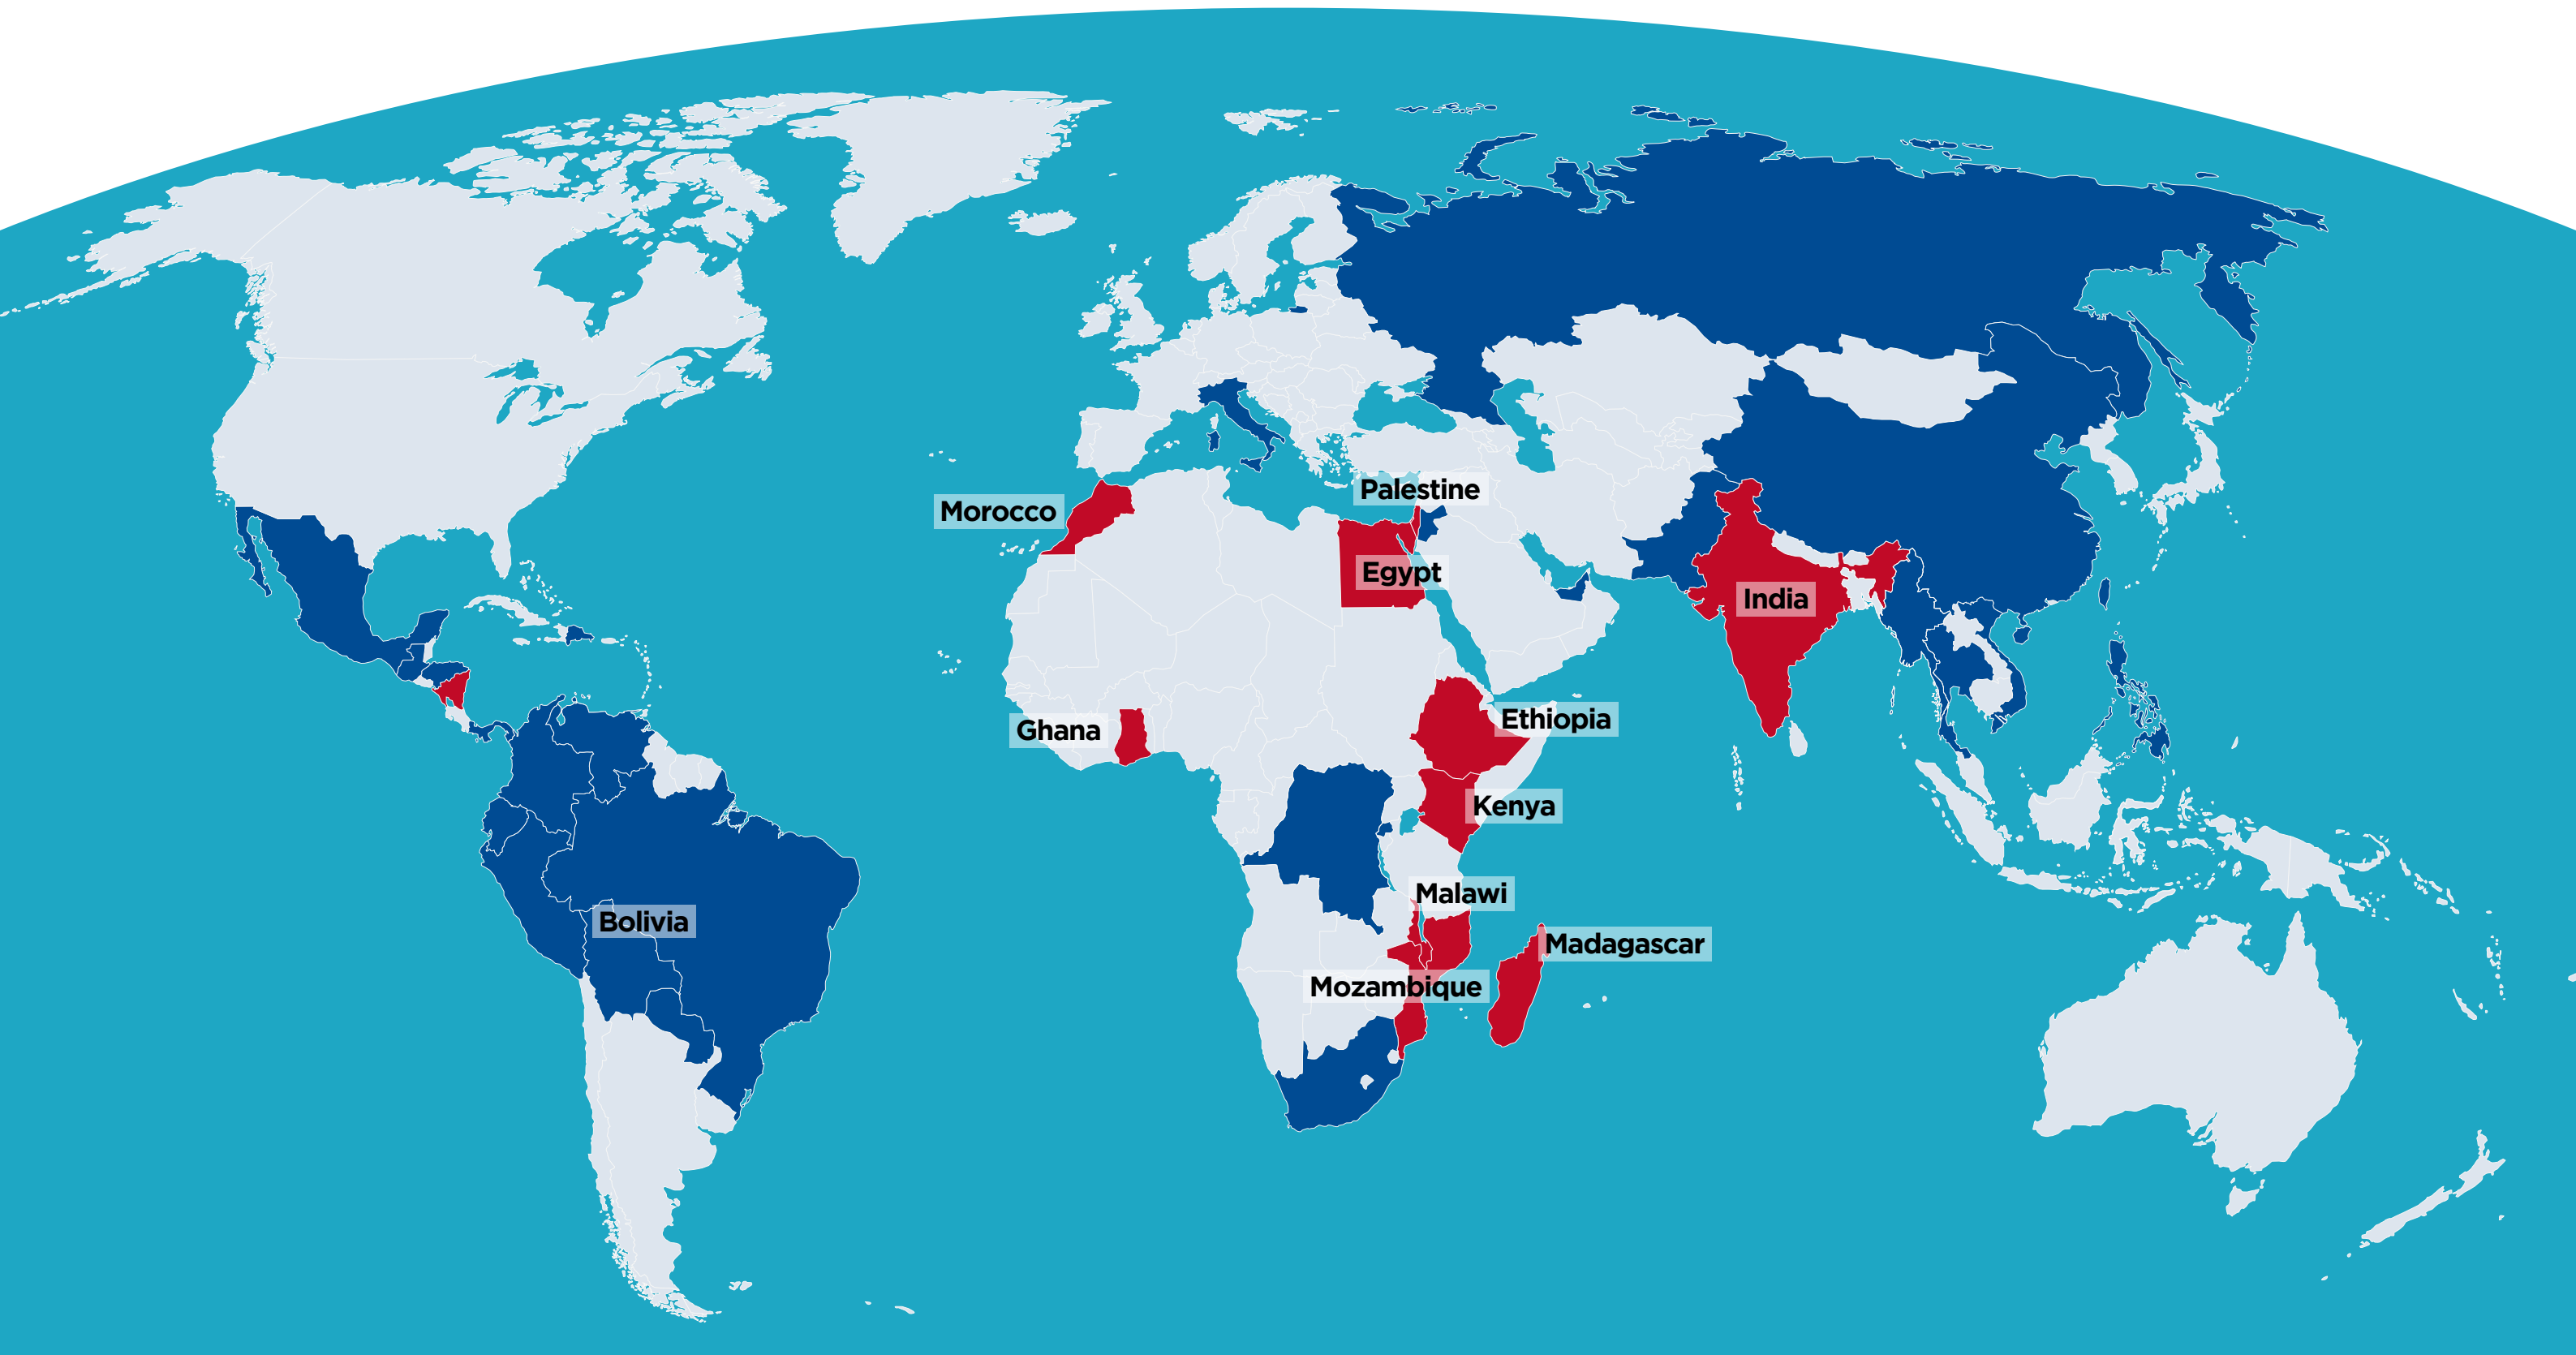 Palestine
Morocco
Egypt
India
Ethiopia
Ghana
Kenya
Malawi
Bolivia
Madagascar
Mozambique